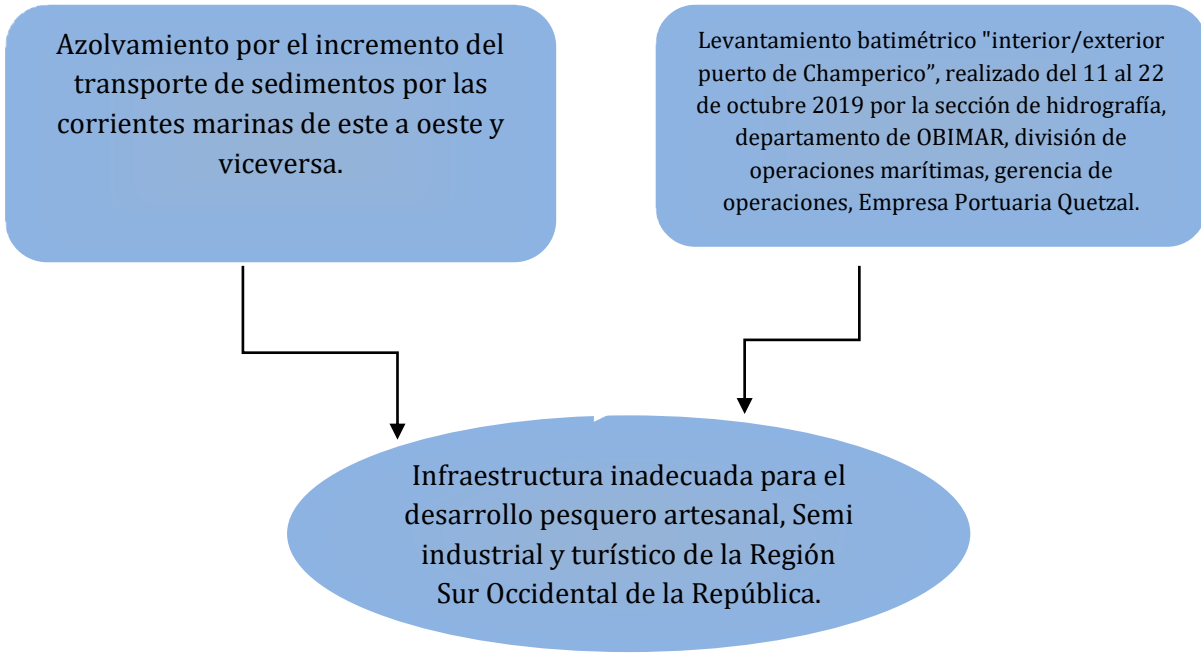 Azolvamiento por el incremento del
transporte de sedimentos por las
corrientes marinas de este a oeste y
viceversa.
Levantamiento batimétrico "interior/exterior
puerto de Champerico”, realizado del 11 al 22
de octubre 2019 por la sección de hidrografía,
departamento de OBIMAR, división de
operaciones marítimas, gerencia de
operaciones, Empresa Portuaria Quetzal.
Infraestructura inadecuada para el
desarrollo pesquero artesanal, Semi
industrial y turístico de la Región
Sur Occidental de la República.